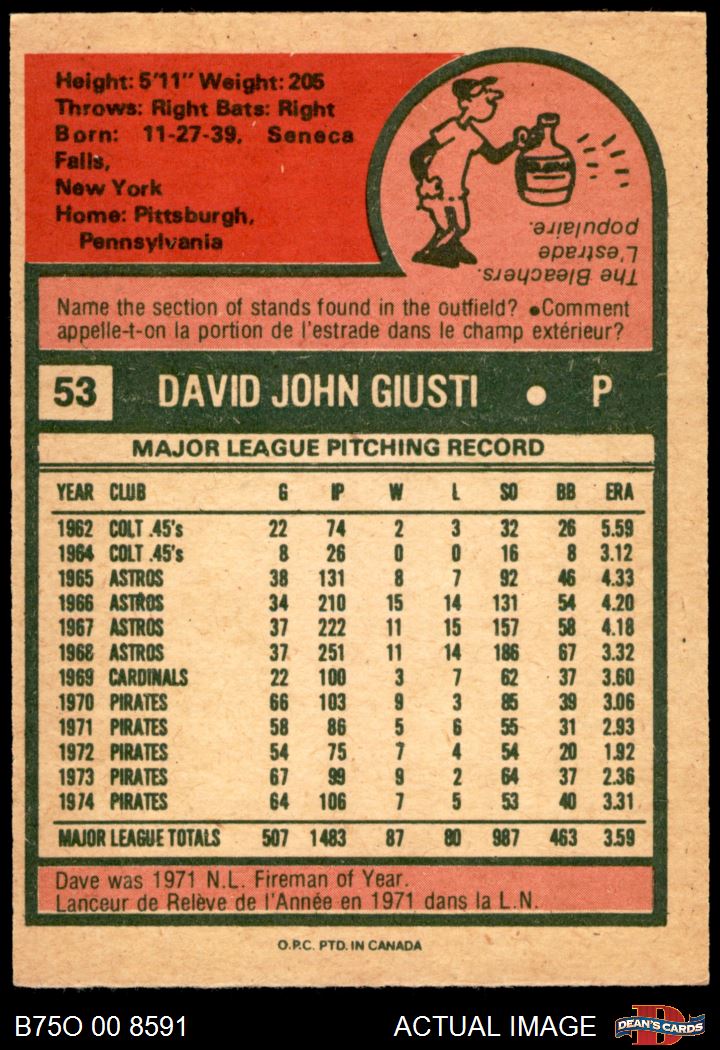 Height: 5'11" Weight: 205
Throws: Right Bats: Right
Born: 11-27-39, Seneca
Falls,
New York
Home: Pittsburgh,
Pennsylvania
The Bleachers.
L'estrade
populaire.
Name the section of stands found in the outfield? •Comment
appelle-t-on la portion de l'estrade dans le champ extérieur?
53 DAVID JOHN GIUSTI • P
MAJOR LEAGUE PITCHING RECORD
YEAR CLUB G IP W L SO BB ERA
1962 COLT .45's 22 74 2 3 32 26 5.59
1964 COLT .45's 8 26 0 0 16 8 3.12
1965 ASTROS 38 131 8 7 92 46 4.33
1966 ASTROS 34 210 15 14 131 54 4.20
1967 ASTROS 37 222 11 15 157 58 4.18
1968 ASTROS 37 251 11 14 186 67 3.32
1969 CARDINALS 22 100 3 7 62 37 3.60
1970 PIRATES 66 103 9 3 85 39 3.06
1971 PIRATES 58 86 5 6 55 31 2.93
1972 PIRATES 54 75 7 4 54 20 1.92
1973 PIRATES 67 99 9 2 64 37 2.36
1974 PIRATES 64 106 7 5 53 40 3.31
MAJOR LEAGUE TOTALS 507 1483 87 80 987 463 3.59
Dave was 1971 N.L. Fireman of Year.
Lanceur de Relève de l'Année en 1971 dans la L.N.
O.P.C. PTD. IN CANADA
B75O 00 8591 ACTUAL IMAGE DEAN'S CARDS